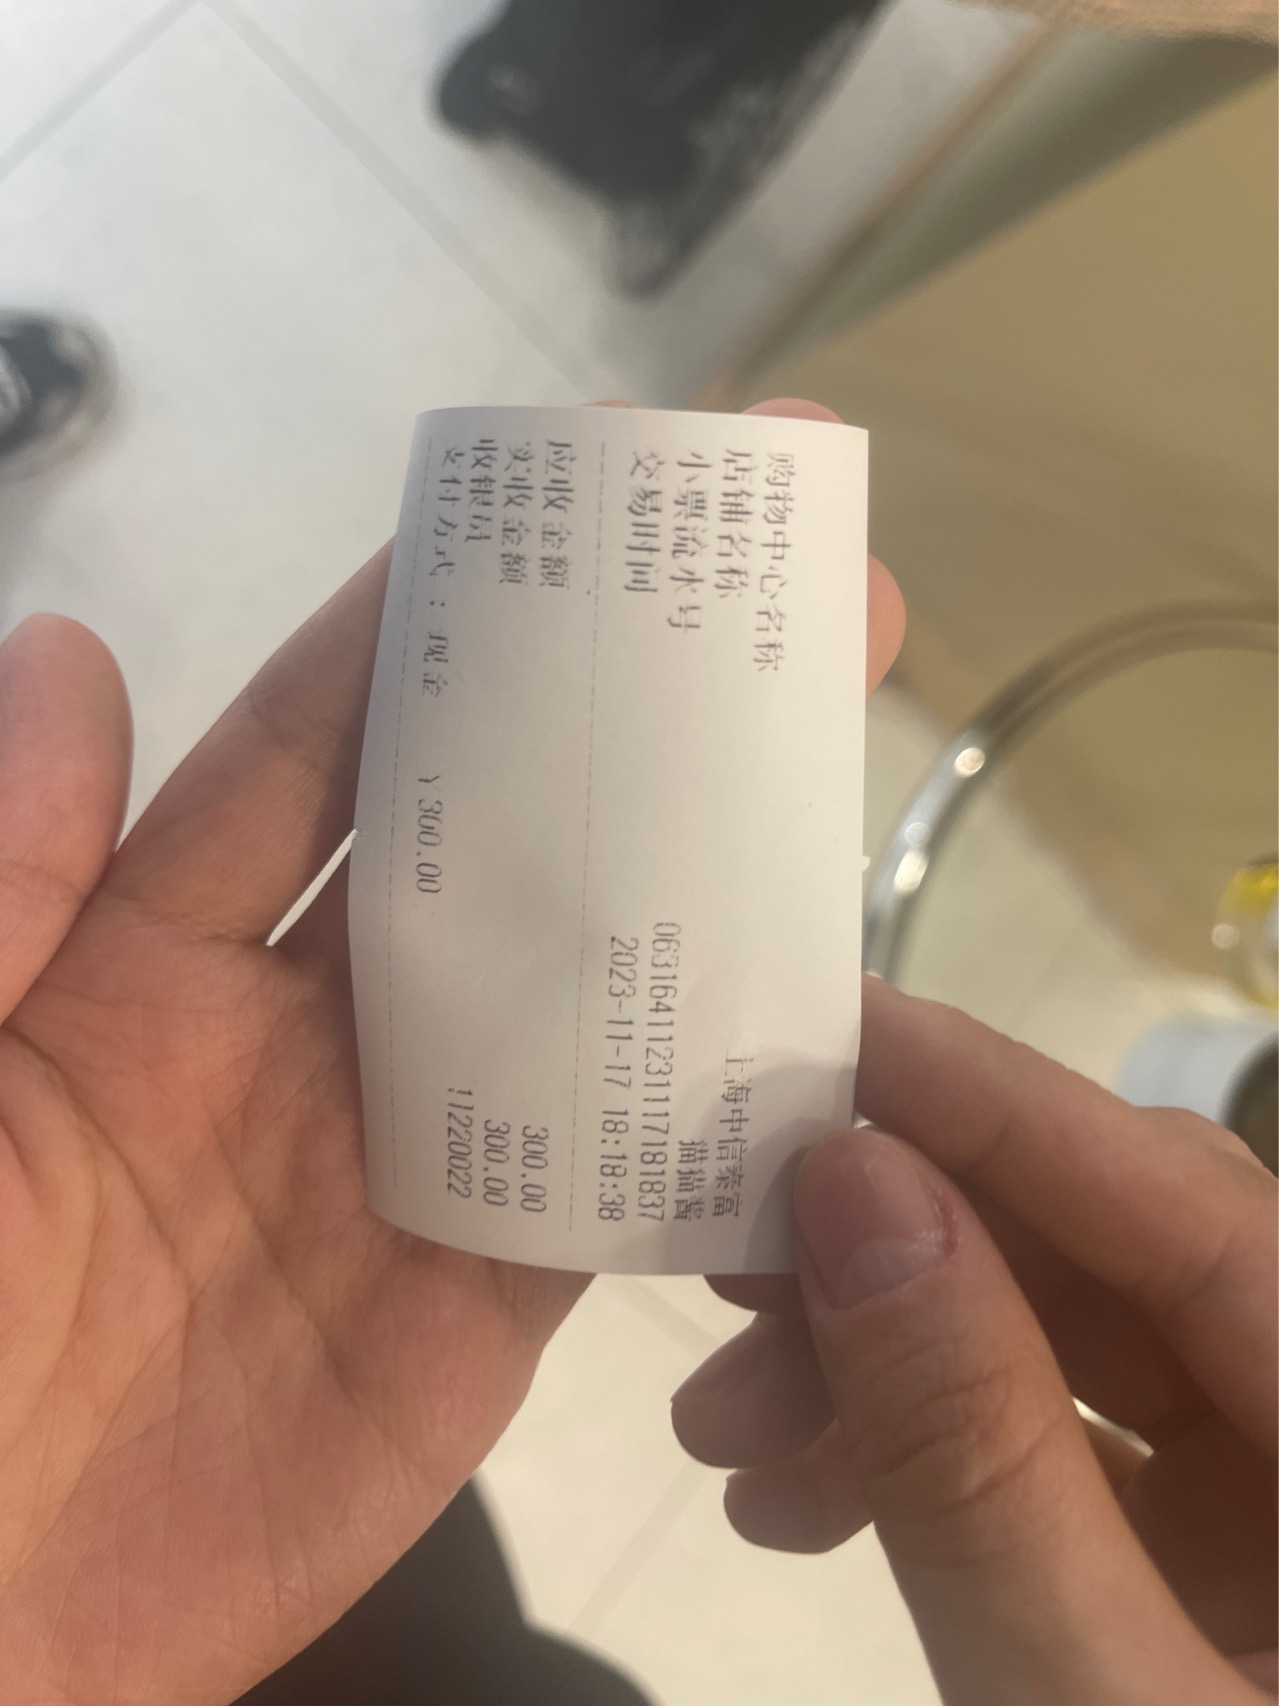 购物中心名称
上海中信泰富
店铺名称 猫猫酱
小票流水号 06316411231117181837
交易时间 2023-11-17 18:18:38
应收金额 300.00
实收金额 300.00
收银员 11220022
支付方式：现金 ¥300.00